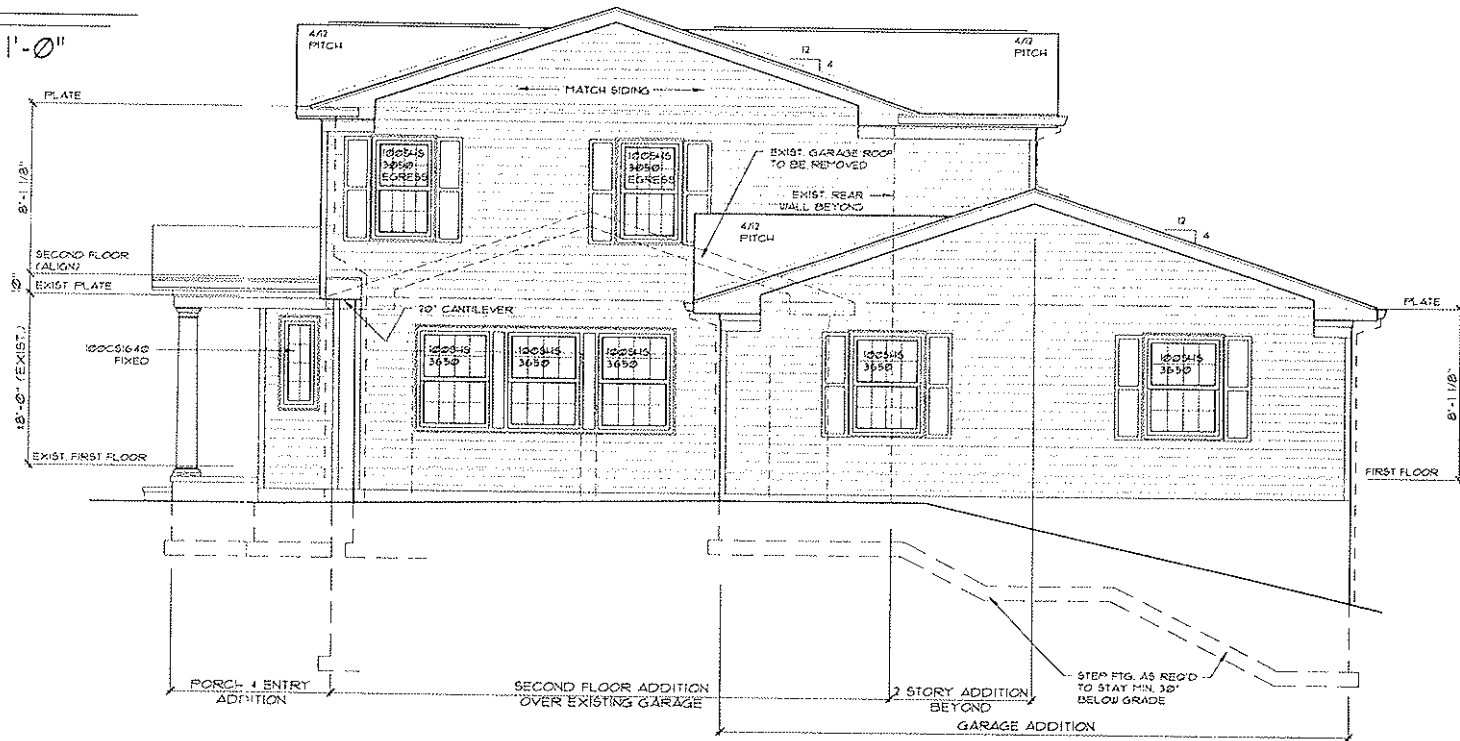 1'-0"
4/12
PITCH
12
4
4/12
PITCH
PLATE
MATCH SIDING
100SHS
3050
EGRESS
100SHS
3050
EGRESS
EXIST. GARAGE ROOF
TO BE REMOVED
EXIST. REAR
WALL BEYOND
8'-1 1/8"
4/12
PITCH
12
4
SECOND FLOOR
(ALIGN)
10"
EXIST. PLATE
PLATE
20" CANTILEVER
100CS1640
FIXED
100SHS
3650
100SHS
3650
100SHS
3650
100SHS
3650
100SHS
3650
±8'-0" (EXIST.)
8'-1 1/8"
EXIST. FIRST FLOOR
FIRST FLOOR
PORCH & ENTRY
ADDITION
SECOND FLOOR ADDITION
OVER EXISTING GARAGE
2 STORY ADDITION
BEYOND
STEP FTG. AS REQ'D
TO STAY MIN. 30"
BELOW GRADE
GARAGE ADDITION